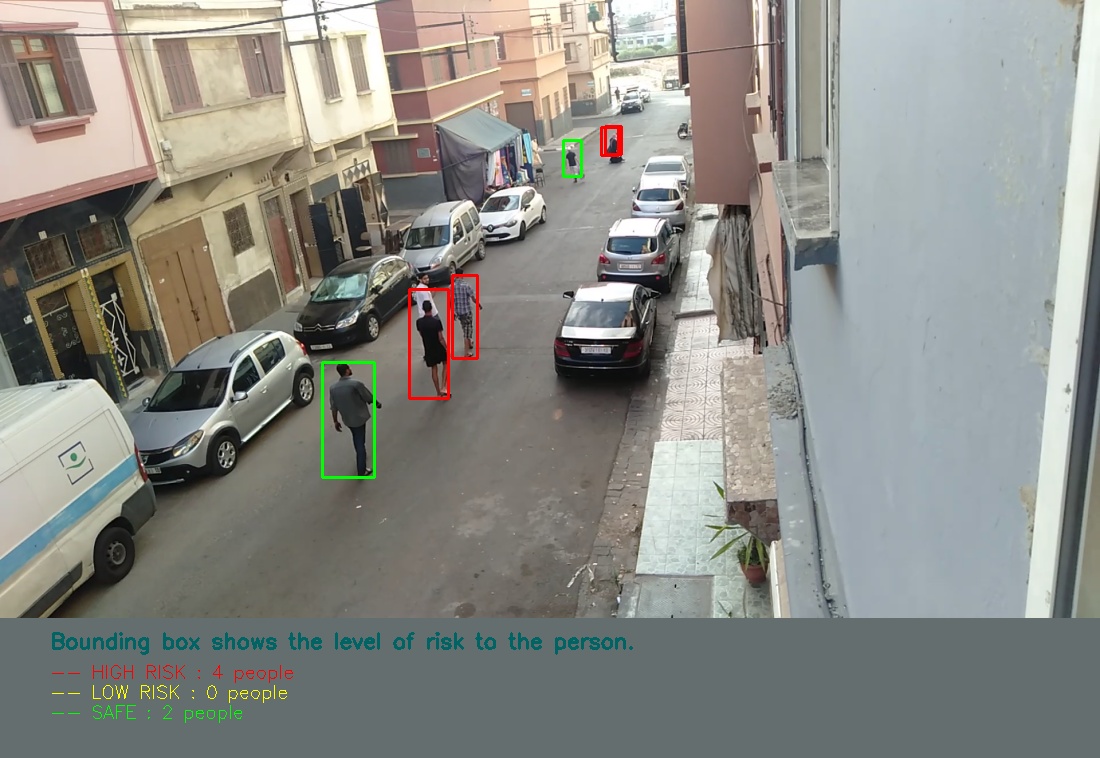 Bounding box shows the level of risk to the person.
-- HIGH RISK : 4 people
-- LOW RISK : 0 people
-- SAFE : 2 people